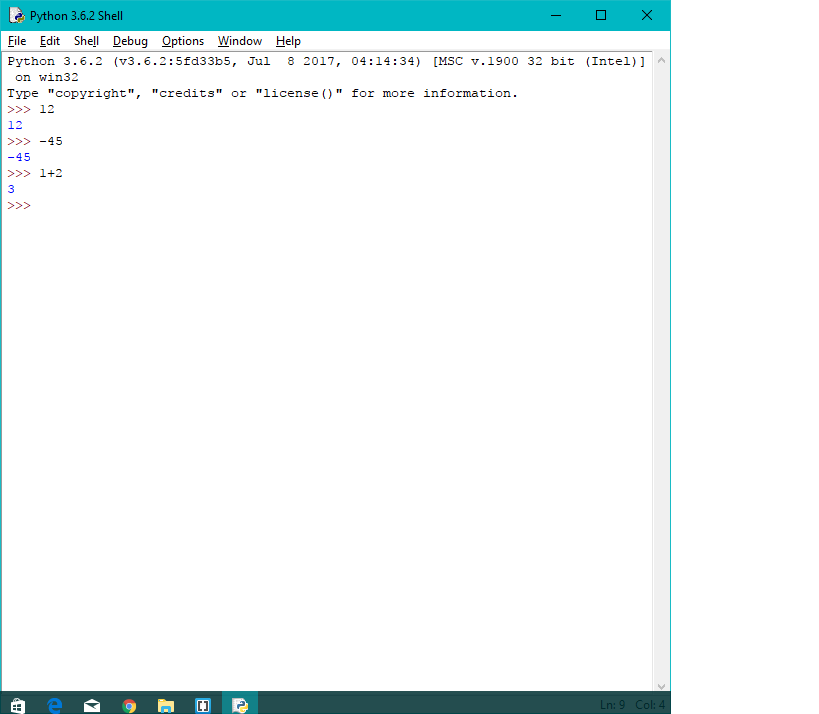 Python 3.6.2 Shell
File Edit Shell Debug Options Window Help
Python 3.6.2 (v3.6.2:5fd33b5, Jul  8 2017, 04:14:34) [MSC v.1900 32 bit (Intel)]
 on win32
Type "copyright", "credits" or "license()" for more information.
>>> 12
12
>>> -45
-45
>>> 1+2
3
>>>
Ln: 9 Col: 4